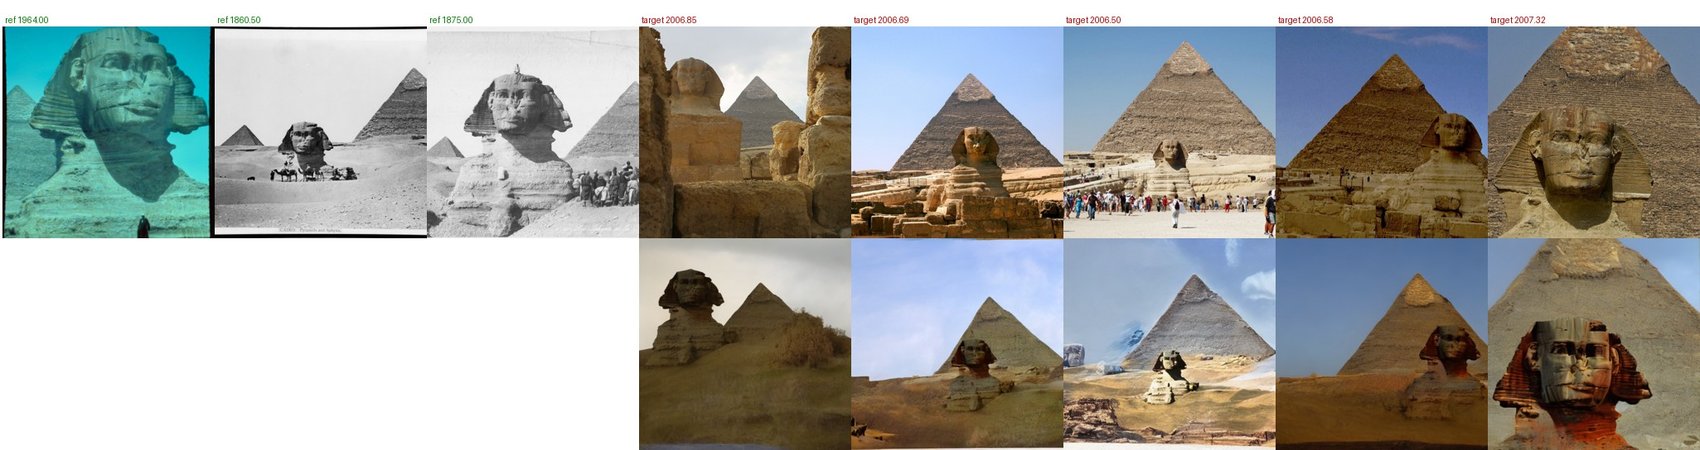 ref 1964.00
ref 1860.50
ref 1875.00
target 2006.85
target 2006.69
target 2006.50
target 2006.58
target 2007.32